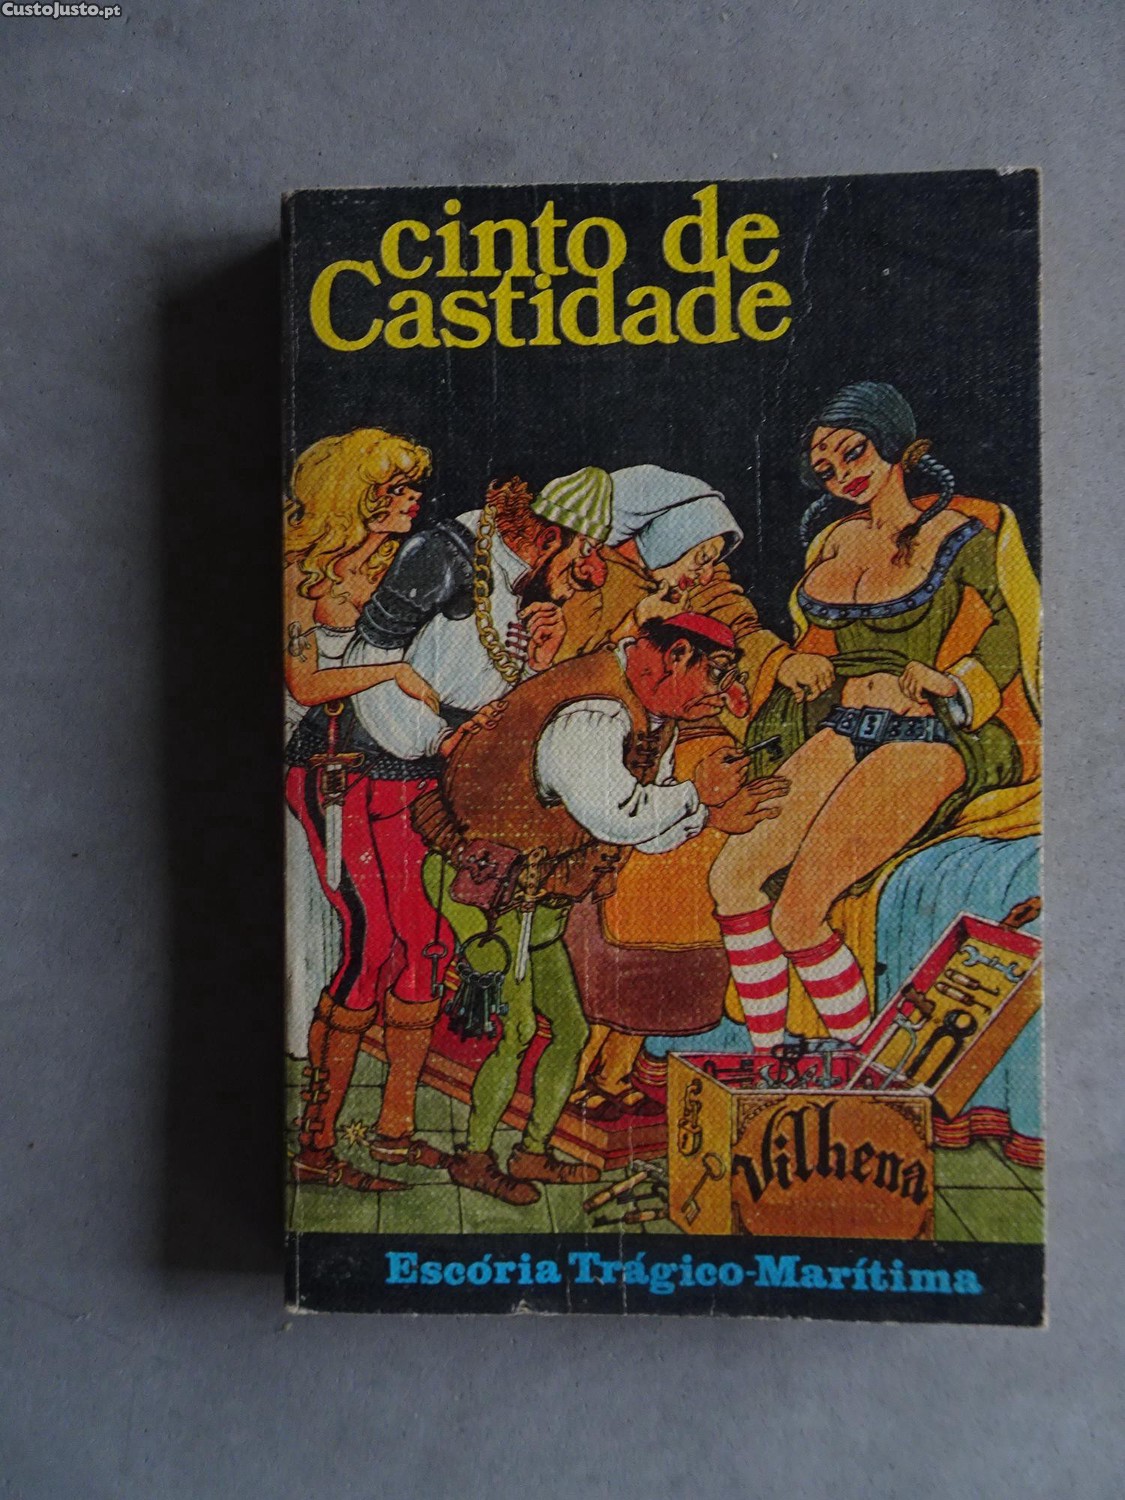 CustoJusto.pt
cinto de
Castidade
Vilhena
Escória Trágico-Marítima